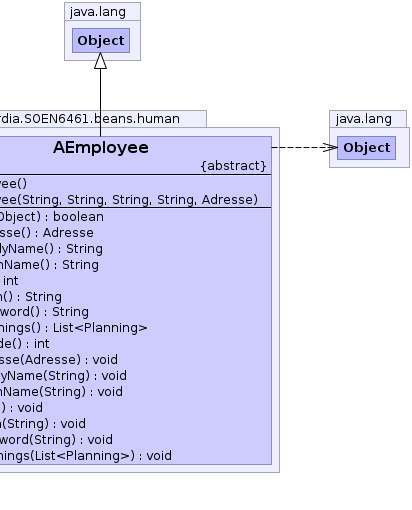 java.lang
Object
rdia.SOEN6461.beans.human
java.lang
Object
AEmployee
{abstract}
yee()
yee(String, String, String, String, Adresse)
Object) : boolean
sse() : Adresse
lyName() : String
nName() : String
: int
n() : String
word() : String
nings() : List<Planning>
de() : int
sse(Adresse) : void
yName(String) : void
nName(String) : void
) : void
n(String) : void
word(String) : void
nings(List<Planning>) : void